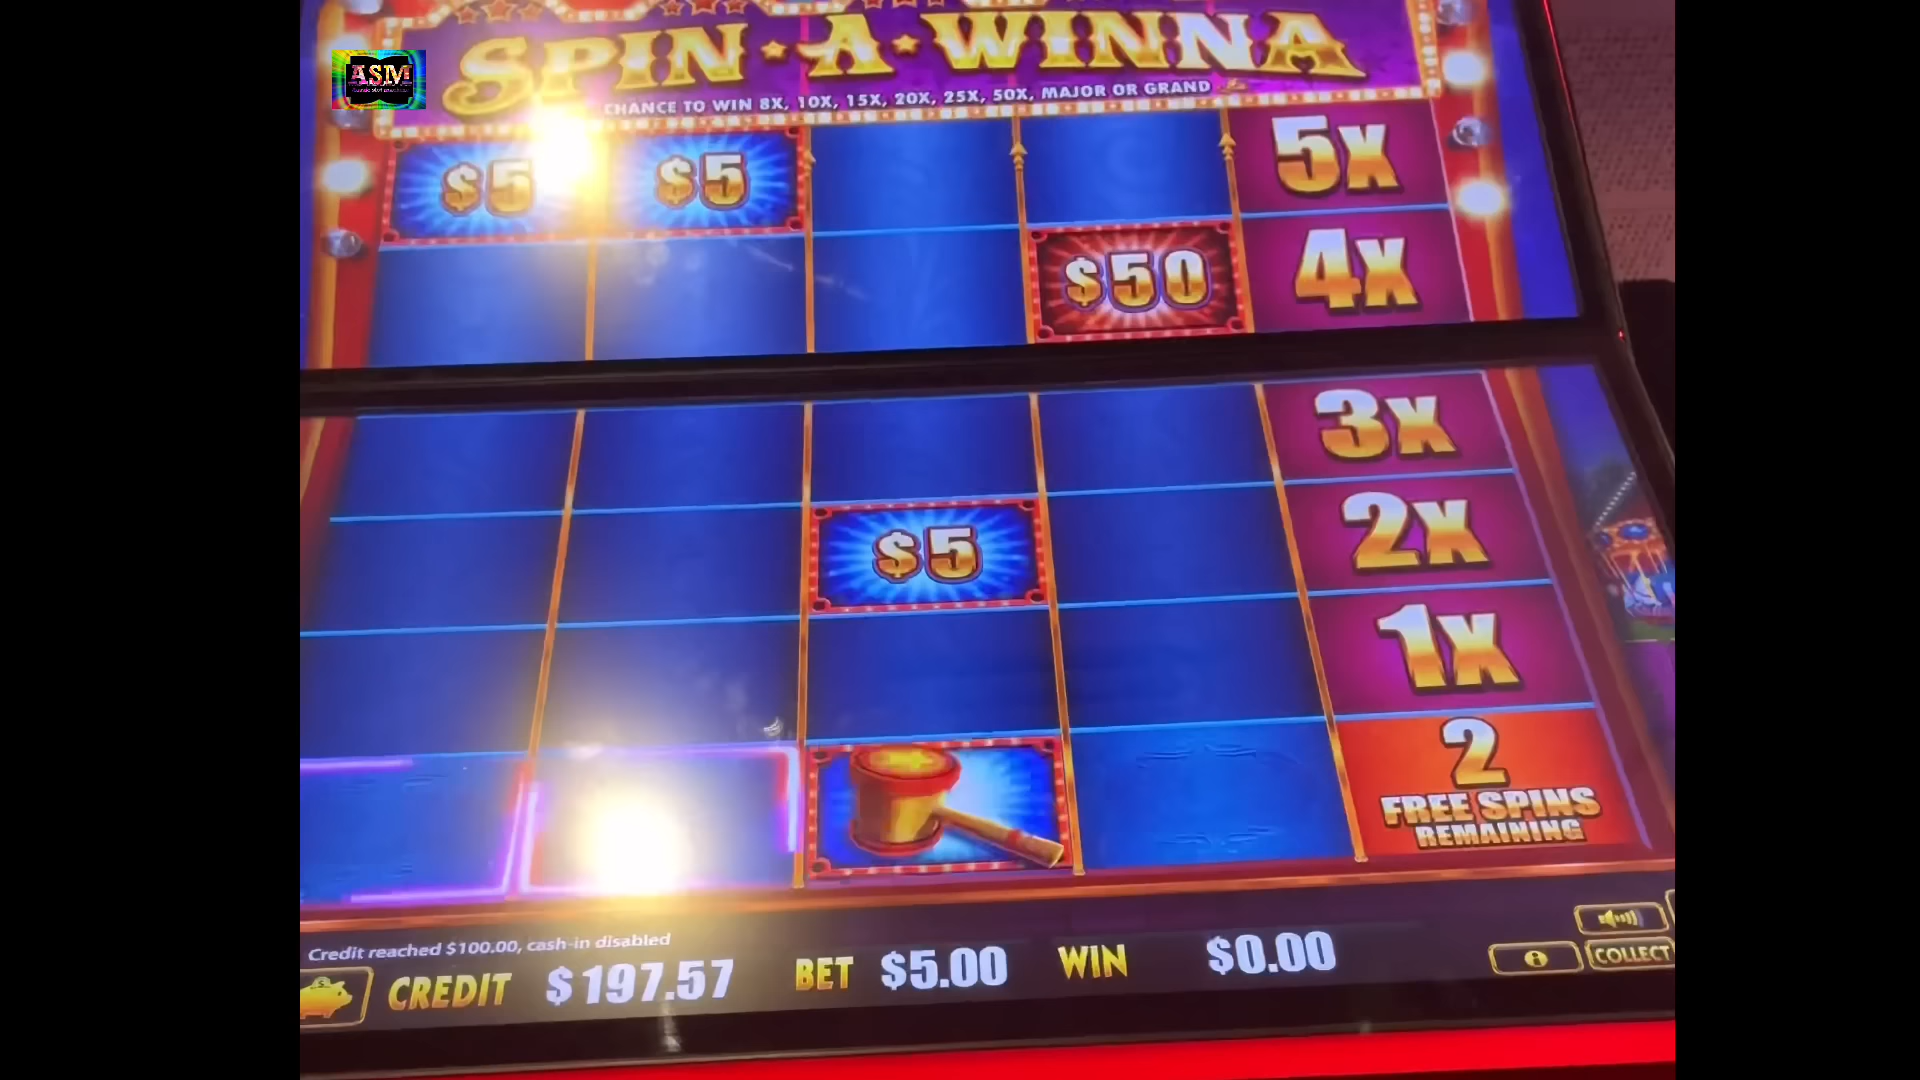 SPIN-A-WINNA
ASM
CHANCE TO WIN 8X, 10X, 15X, 20X, 25X, 50X, MAJOR OR GRAND
$5 $5 5X
$50 4X
3X
$5 2X
1X
2
FREE SPINS
REMAINING
Credit reached $100.00, cash-in disabled
CREDIT $197.57 BET $5.00 WIN $0.00
COLLECT